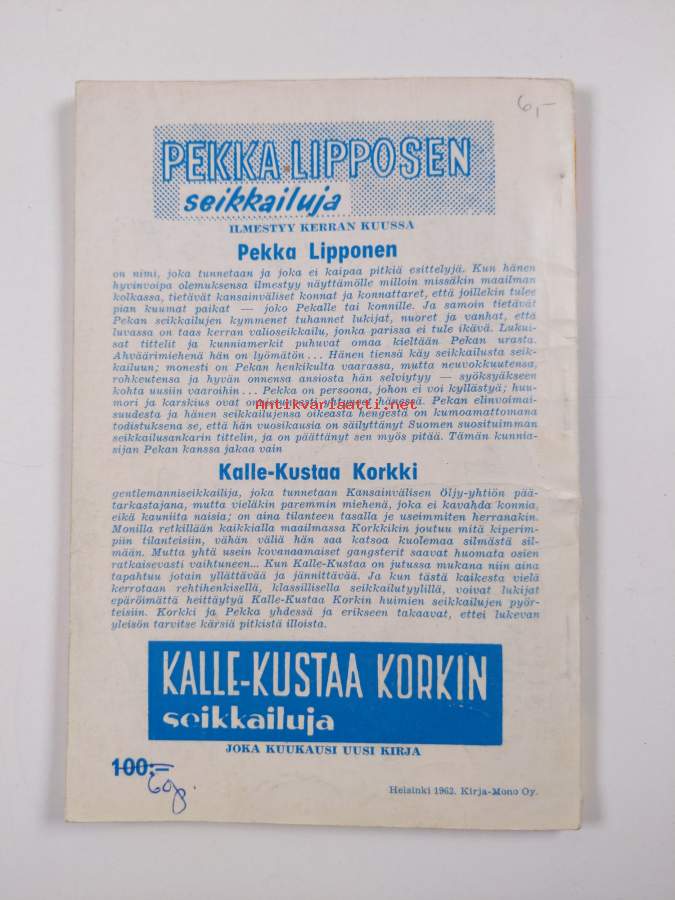 6,-
PEKKA LIPPOSEN
seikkailuja
ILMESTYY KERRAN KUUSSA
Pekka Lipponen
on nimi, joka tunnetaan ja joka ei kaipaa pitkiä esittelyjä. Kun hänen
hyvinvoipa olemuksensa ilmestyy näyttämölle milloin missäkin maailman
kolkassa, tietävät kansainväliset konnat ja konnattaret, että joillekin tulee
pian kuumat paikat — joko Pekalle tai konnille. Ja samoin tietävät
Pekan seikkailujen kymmenet tuhannet lukijat, nuoret ja vanhat, että
luvassa on taas kerran valioseikkailu, jonka parissa ei tule ikävä. Lukui-
sat tittelit ja kunniamerkit puhuvat omaa kieltään Pekan urasta.
Ahväärimiehenä hän on lyömätön... Hänen tiensä käy seikkailusta seik-
kailuun; monesti on Pekan henkikulta vaarassa, mutta neuvokkuutensa,
rohkeutensa ja hyvän onnensa ansiosta hän selviytyy — syöksyäkseen
kohta uusiin vaaroihin... Pekka on persoona, johon ei voi kyllästyä; huu-
mori ja karskius ovat onnistuneesti yhtyneet hänessä. Pekan elinvoimai-
suudesta ja hänen seikkailujensa oikeasta hengestä on kumoamattomana
todistuksena se, että hän vuosikausia on säilyttänyt Suomen suosituimman
seikkailusankarin tittelin, ja on päättänyt sen myös pitää. Tämän kunnia-
sijan Pekan kanssa jakaa vain
Antikvariaatti.net
Kalle-Kustaa Korkki
gentlemanniseikkailija, joka tunnetaan Kansainvälisen Öljy-yhtiön pää-
tarkastajana, mutta vieläkin paremmin miehenä, joka ei kavahda konnia,
eikä kauniita naisia; on aina tilanteen tasalla je useimmiten herranakin.
Monilla retkillään kaikkialla maailmassa Korkkikin joutuu mitä kiperim-
piin tilanteisiin, vähän väliä hän saa katsoa kuolemaa silmästä sil-
mään. Mutta yhtä usein kovanaamaiset gangsterit saavat huomata osien
ratkaisevasti vaihtuneen... Kun Kalle-Kustaa on jutussa mukana niin aina
tapahtuu jotain yllättävää ja jännittävää. Ja kun tästä kaikesta vielä
kerrotaan rehtihenkisellä, klassillisella seikkailutyylillä, voivat lukijat
epäröimättä heittäytyä Kalle-Kustaa Korkin huimien seikkailujen pyör-
teisiin. Korkki ja Pekka yhdessä ja erikseen takaavat, ettei lukevan
yleisön tarvitse kärsiä pitkistä illoista.
KALLE-KUSTAA KORKIN
seikkailuja
JOKA KUUKAUSI UUSI KIRJA
100:—
Helsinki 1962. Kirja-Mono Oy.